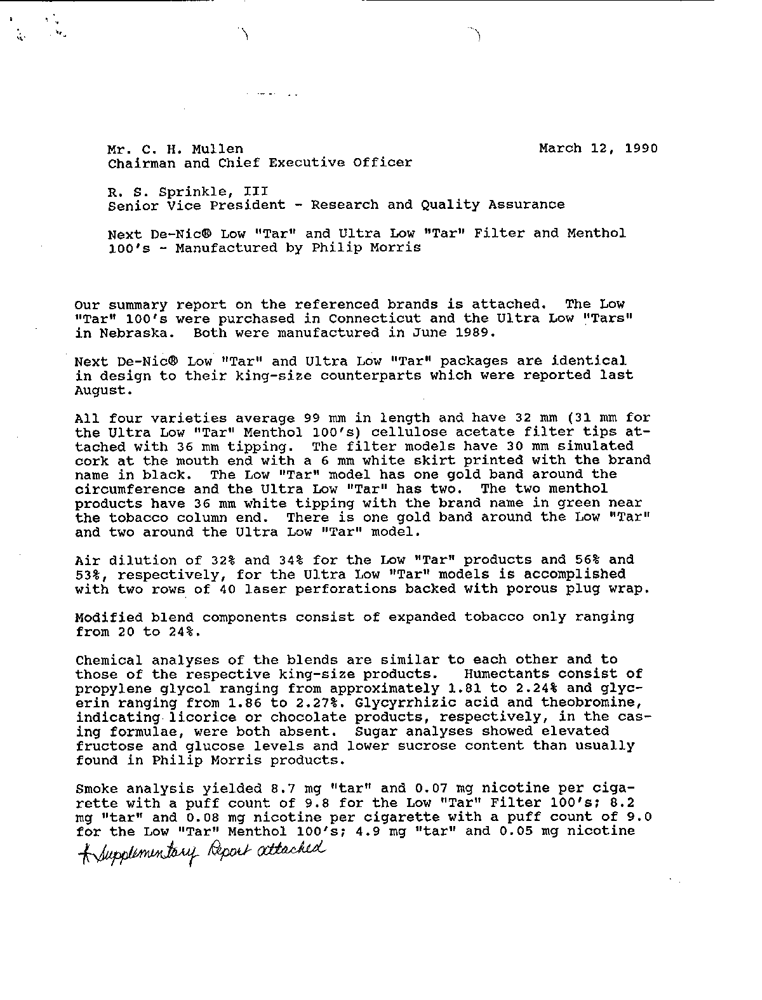 Mr. C. H. Mullen March 12, 1990
Chairman and Chief Executive Officer
R. S. Sprinkle, III
Senior Vice President - Research and Quality Assurance
Next De-Nic® Low "Tar" and Ultra Low "Tar" Filter and Menthol
100's - Manufactured by Philip Morris
Our summary report on the referenced brands is attached. The Low
"Tar" 100's were purchased in Connecticut and the Ultra Low "Tars"
in Nebraska. Both were manufactured in June 1989.
Next De-Nic® Low "Tar" and Ultra Low "Tar" packages are identical
in design to their king-size counterparts which were reported last
August.
All four varieties average 99 mm in length and have 32 mm (31 mm for
the Ultra Low "Tar" Menthol 100's) cellulose acetate filter tips at-
tached with 36 mm tipping. The filter models have 30 mm simulated
cork at the mouth end with a 6 mm white skirt printed with the brand
name in black. The Low "Tar" model has one gold band around the
circumference and the Ultra Low "Tar" has two. The two menthol
products have 36 mm white tipping with the brand name in green near
the tobacco column end. There is one gold band around the Low "Tar"
and two around the Ultra Low "Tar" model.
Air dilution of 32% and 34% for the Low "Tar" products and 56% and
53%, respectively, for the Ultra Low "Tar" models is accomplished
with two rows of 40 laser perforations backed with porous plug wrap.
Modified blend components consist of expanded tobacco only ranging
from 20 to 24%.
Chemical analyses of the blends are similar to each other and to
those of the respective king-size products. Humectants consist of
propylene glycol ranging from approximately 1.81 to 2.24% and glyc-
erin ranging from 1.86 to 2.27%. Glycyrrhizic acid and theobromine,
indicating licorice or chocolate products, respectively, in the cas-
ing formulae, were both absent. Sugar analyses showed elevated
fructose and glucose levels and lower sucrose content than usually
found in Philip Morris products.
Smoke analysis yielded 8.7 mg "tar" and 0.07 mg nicotine per ciga-
rette with a puff count of 9.8 for the Low "Tar" Filter 100's; 8.2
mg "tar" and 0.08 mg nicotine per cigarette with a puff count of 9.0
for the Low "Tar" Menthol 100's; 4.9 mg "tar" and 0.05 mg nicotine
* Supplementary Report attached